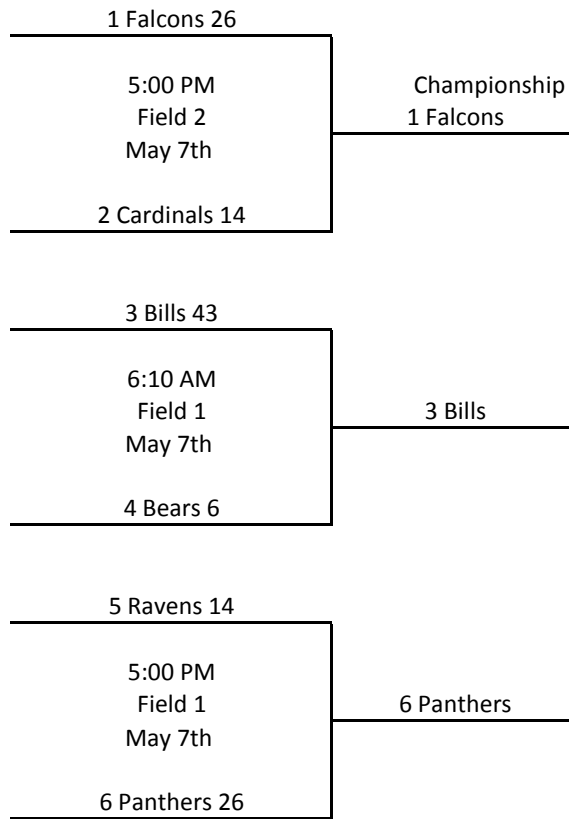 1 Falcons 26
5:00 PM
Field 2
May 7th
Championship
1 Falcons
2 Cardinals 14
3 Bills 43
6:10 AM
Field 1
May 7th
3 Bills
4 Bears 6
5 Ravens 14
5:00 PM
Field 1
May 7th
6 Panthers
6 Panthers 26